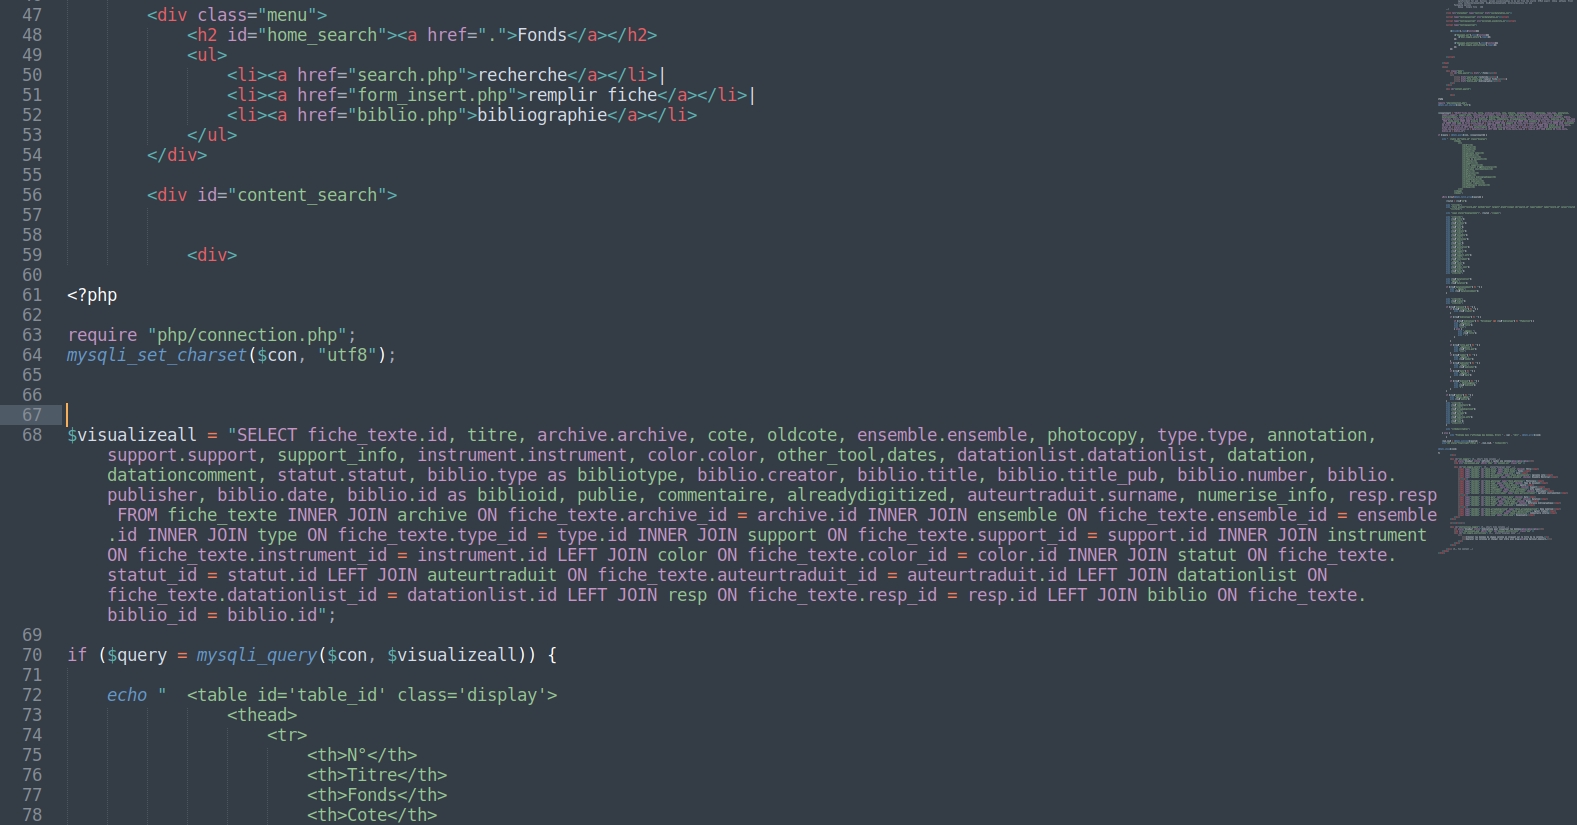 47 <div class="menu">
48 <h2 id="home_search"><a href=".">Fonds</a></h2>
49 <ul>
50 <li><a href="search.php">recherche</a></li>|
51 <li><a href="form_insert.php">remplir fiche</a></li>|
52 <li><a href="biblio.php">bibliographie</a></li>
53 </ul>
54 </div>
55
56 <div id="content_search">
57
58
59 <div>
60
61 <?php
62
63 require "php/connection.php";
64 mysqli_set_charset($con, "utf8");
65
66
67
68 $visualizeall = "SELECT fiche_texte.id, titre, archive.archive, cote, oldcote, ensemble.ensemble, photocopy, type.type, annotation,
support.support, support_info, instrument.instrument, color.color, other_tool,dates, datationlist.datationlist, datation,
datationcomment, statut.statut, biblio.type as bibliotype, biblio.creator, biblio.title, biblio.title_pub, biblio.number, biblio.
publisher, biblio.date, biblio.id as biblioid, publie, commentaire, alreadydigitized, auteurtraduit.surname, numerise_info, resp.resp
FROM fiche_texte INNER JOIN archive ON fiche_texte.archive_id = archive.id INNER JOIN ensemble ON fiche_texte.ensemble_id = ensemble
.id INNER JOIN type ON fiche_texte.type_id = type.id INNER JOIN support ON fiche_texte.support_id = support.id INNER JOIN instrument
ON fiche_texte.instrument_id = instrument.id LEFT JOIN color ON fiche_texte.color_id = color.id INNER JOIN statut ON fiche_texte.
statut_id = statut.id LEFT JOIN auteurtraduit ON fiche_texte.auteurtraduit_id = auteurtraduit.id LEFT JOIN datationlist ON
fiche_texte.datationlist_id = datationlist.id LEFT JOIN resp ON fiche_texte.resp_id = resp.id LEFT JOIN biblio ON fiche_texte.
biblio_id = biblio.id";
69
70 if ($query = mysqli_query($con, $visualizeall)) {
71
72 echo " <table id='table_id' class='display'>
73 <thead>
74 <tr>
75 <th>N°</th>
76 <th>Titre</th>
77 <th>Fonds</th>
78 <th>Cote</th>